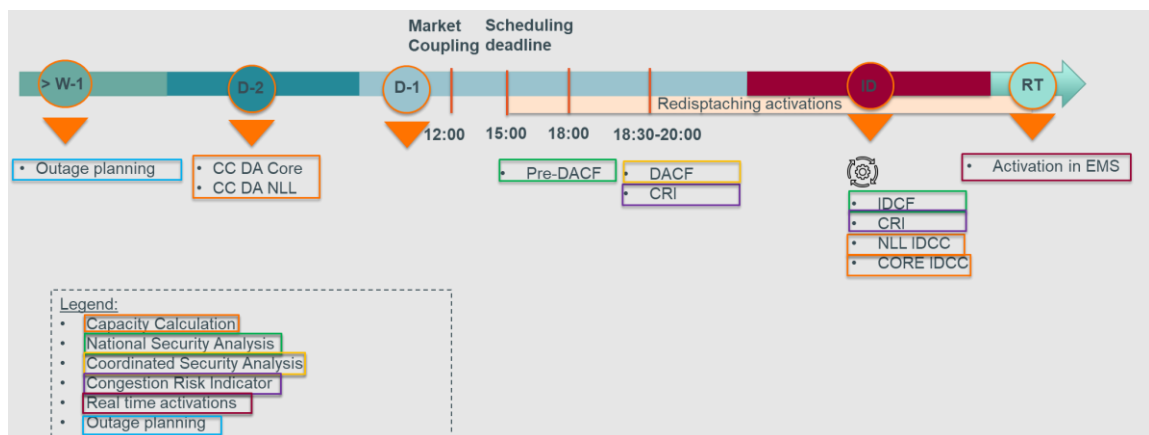 Market Scheduling
Coupling deadline
> W-1
D-2
D-1
ID
RT
Redisptaching activations
12:00 15:00 18:00 18:30-20:00
• Outage planning
• CC DA Core
• CC DA NLL
• Pre-DACF
• DACF
• CRI
• IDCF
• CRI
• NLL IDCC
• CORE IDCC
• Activation in EMS
Legend:
• Capacity Calculation
• National Security Analysis
• Coordinated Security Analysis
• Congestion Risk Indicator
• Real time activations
• Outage planning